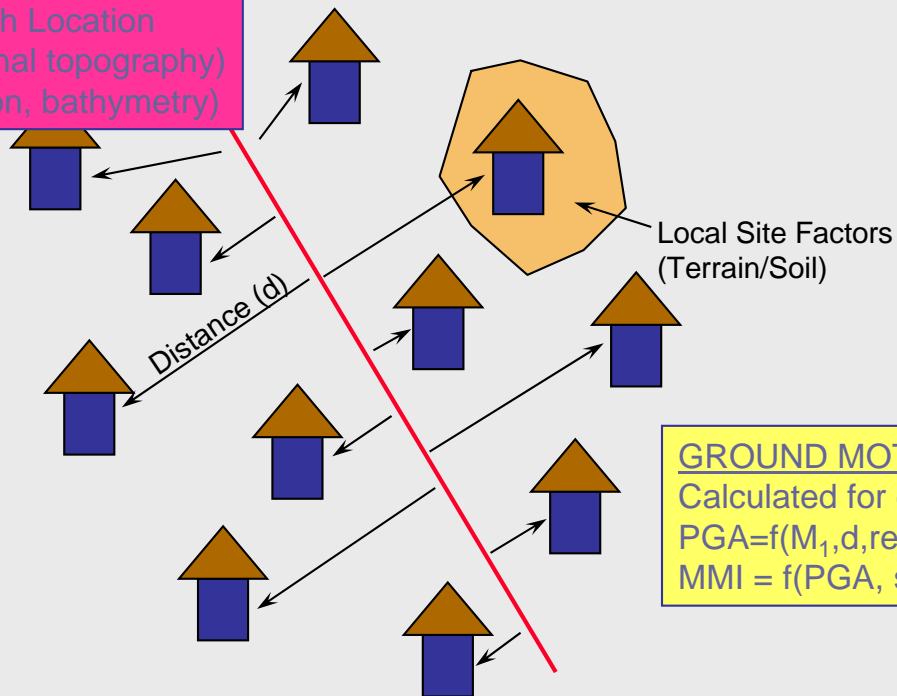 h Location
nal topography)
on, bathymetry)
Local Site Factors
(Terrain/Soil)
Distance (d)
GROUND MOT
Calculated for
PGA=f(M₁,d,re
MMI = f(PGA, s